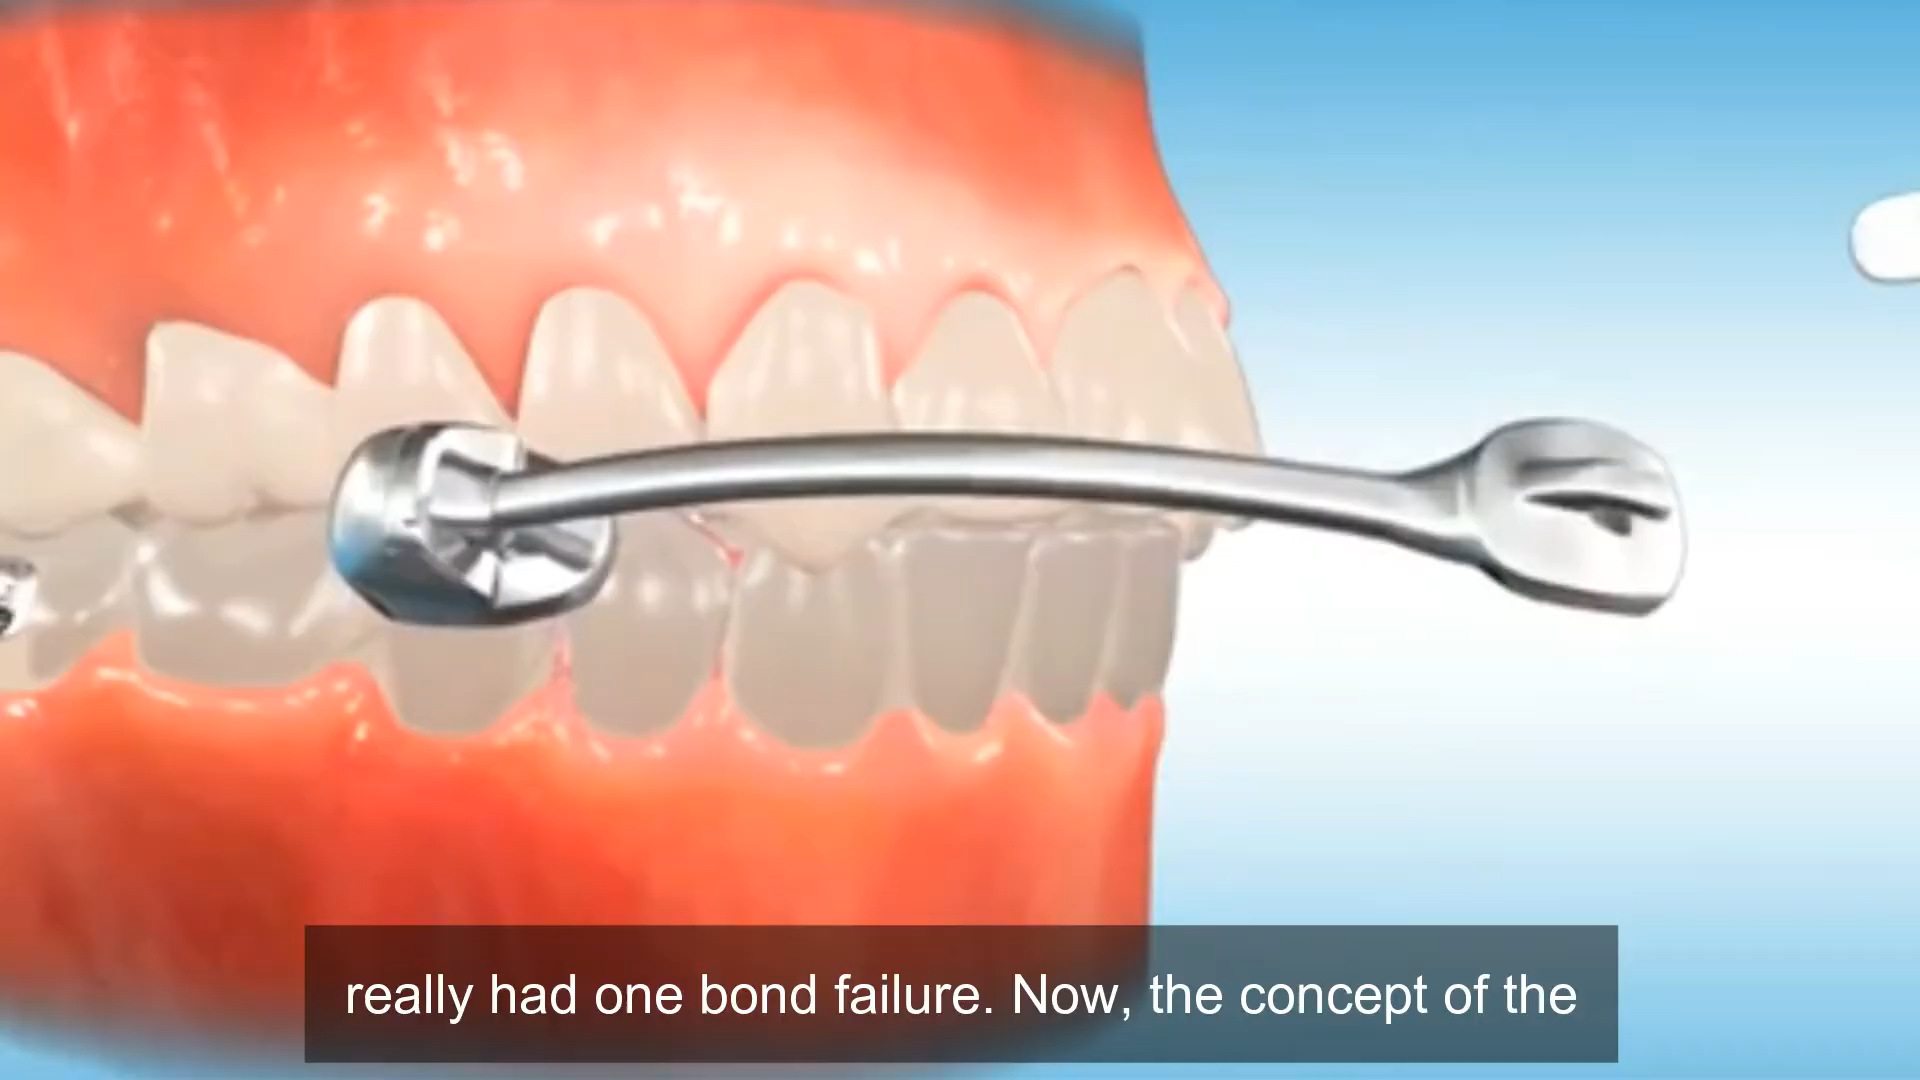 really had one bond failure. Now, the concept of the